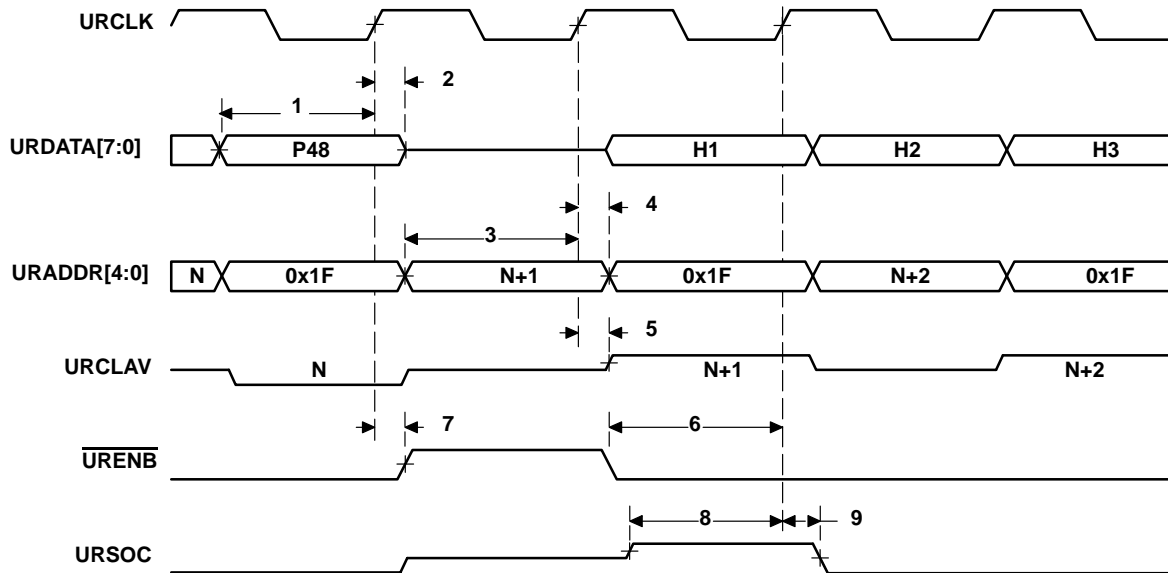 URCLK
2
1
URDATA[7:0] P48 H1 H2 H3
4
3
URADDR[4:0] N 0x1F N+1 0x1F N+2 0x1F
5
URCLAV N N+1 N+2
7 6
URENB
8 9
URSOC